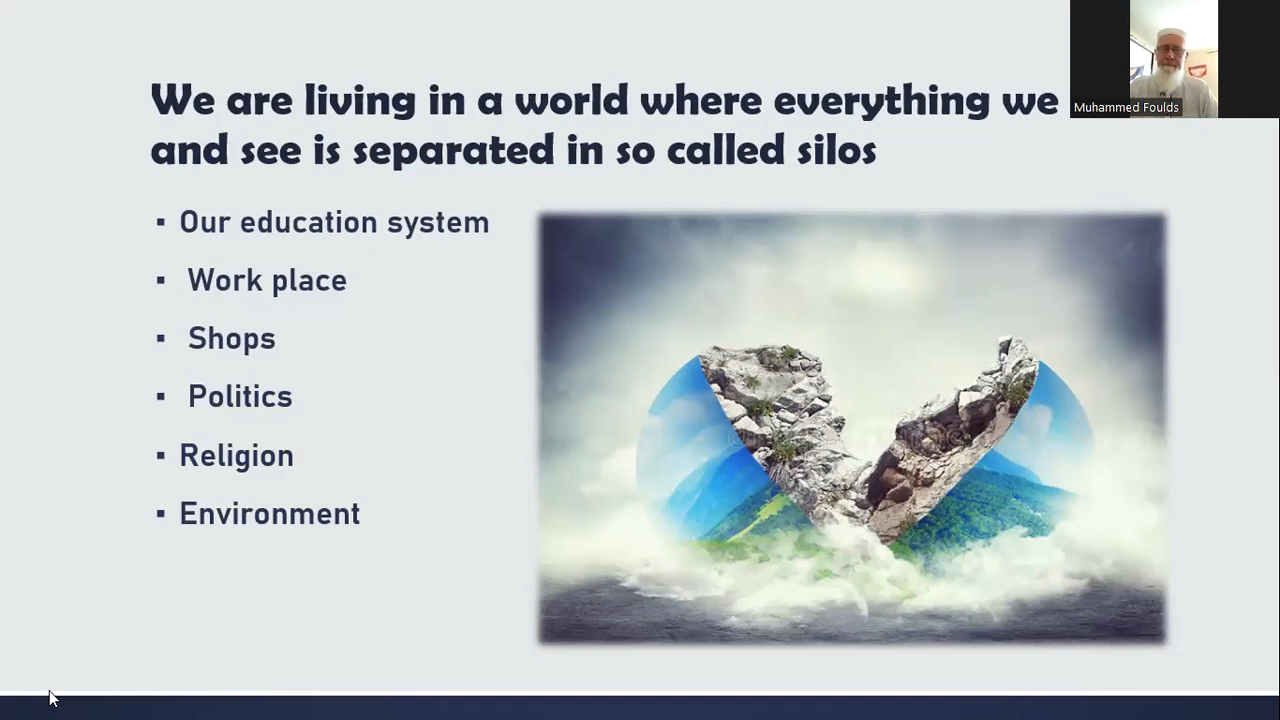 We are living in a world where everything we
and see is separated in so called silos
▪ Our education system
▪ Work place
▪ Shops
▪ Politics
▪ Religion
▪ Environment
Muhammed Foulds